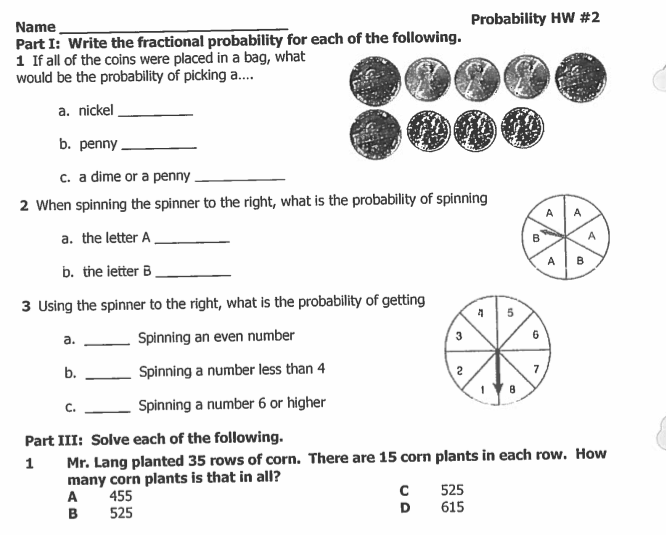 Name
Probability HW #2
Part I: Write the fractional probability for each of the following.
1 If all of the coins were placed in a bag, what
would be the probability of picking a....
a. nickel
b. penny
c. a dime or a penny
2 When spinning the spinner to the right, what is the probability of spinning
a. the letter A
b. the letter B
A A
B A
A B
3 Using the spinner to the right, what is the probability of getting
a. Spinning an even number
b. Spinning a number less than 4
c. Spinning a number 6 or higher
4 5
3 6
2 7
1 8
Part III: Solve each of the following.
1 Mr. Lang planted 35 rows of corn. There are 15 corn plants in each row. How
many corn plants is that in all?
A 455 C 525
B 525 D 615